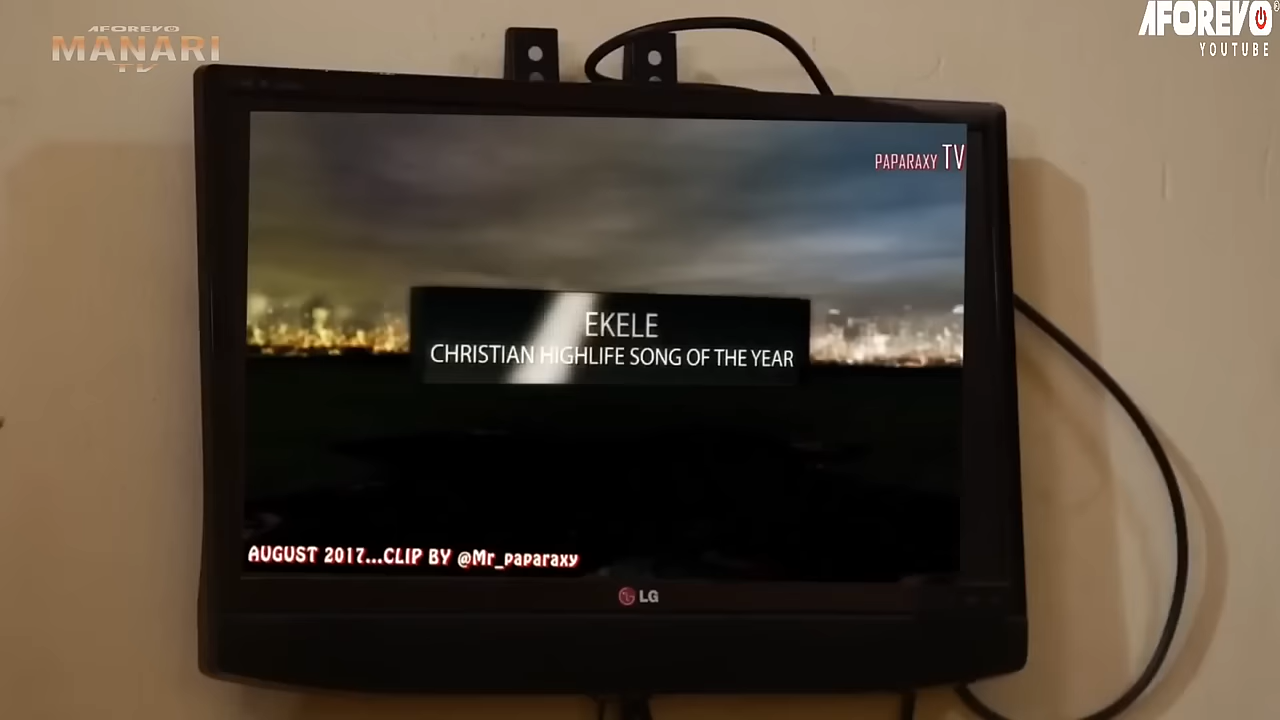 AFOREVO
MANARI
TV
AFOREVO
YOUTUBE
PAPARAXY TV
EKELE
CHRISTIAN HIGHLIFE SONG OF THE YEAR
AUGUST 2017...CLIP BY @Mr_paparaxy
LG